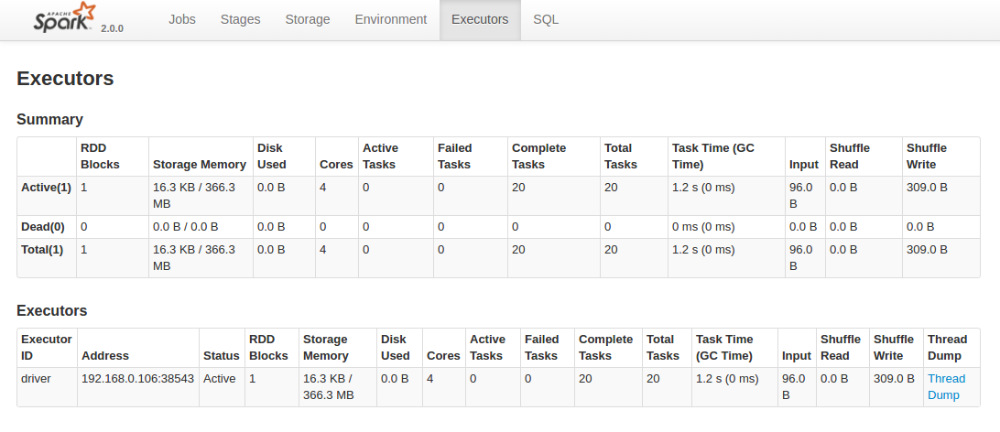 APACHE
Spark 2.0.0 Jobs Stages Storage Environment Executors SQL
Executors
Summary
RDD Blocks Storage Memory Disk Used Cores Active Tasks Failed Tasks Complete Tasks Total Tasks Task Time (GC Time) Input Shuffle Read Shuffle Write
Active(1) 1 16.3 KB / 366.3 MB 0.0 B 4 0 0 20 20 1.2 s (0 ms) 96.0 B 0.0 B 309.0 B
Dead(0) 0 0.0 B / 0.0 B 0.0 B 0 0 0 0 0 0 ms (0 ms) 0.0 B 0.0 B 0.0 B
Total(1) 1 16.3 KB / 366.3 MB 0.0 B 4 0 0 20 20 1.2 s (0 ms) 96.0 B 0.0 B 309.0 B
Executors
Executor ID Address Status RDD Blocks Storage Memory Disk Used Cores Active Tasks Failed Tasks Complete Tasks Total Tasks Task Time (GC Time) Input Shuffle Read Shuffle Write Thread Dump
driver 192.168.0.106:38543 Active 1 16.3 KB / 366.3 MB 0.0 B 4 0 0 20 20 1.2 s (0 ms) 96.0 B 0.0 B 309.0 B Thread Dump